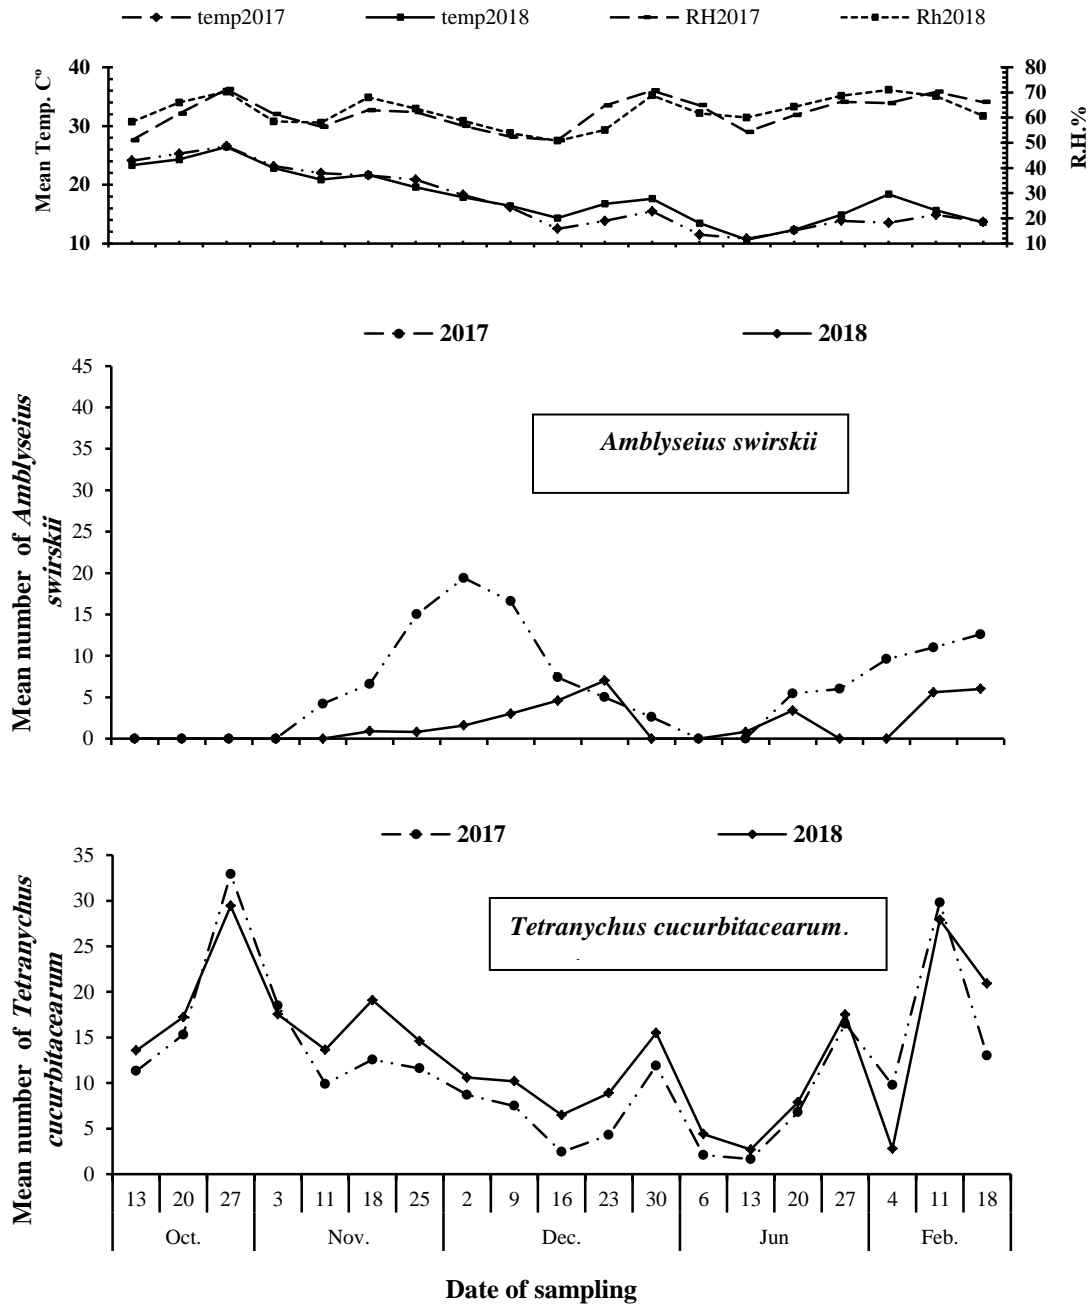 temp2017 temp2018 RH2017 Rh2018
Mean Temp. Cº
40
30
20
10
80
70
60
50
40
30
20
10
R.H.%
2017 2018
Mean number of Amblyseius
swirskii
45
40
35
30
25
20
15
10
5
0
Amblyseius swirskii
2017 2018
Mean number of Tetranychus
cucurbitacearum
35
30
25
20
15
10
5
0
Tetranychus cucurbitacearum.
13 20 27 3 11 18 25 2 9 16 23 30 6 13 20 27 4 11 18
Oct. Nov. Dec. Jun Feb.
Date of sampling